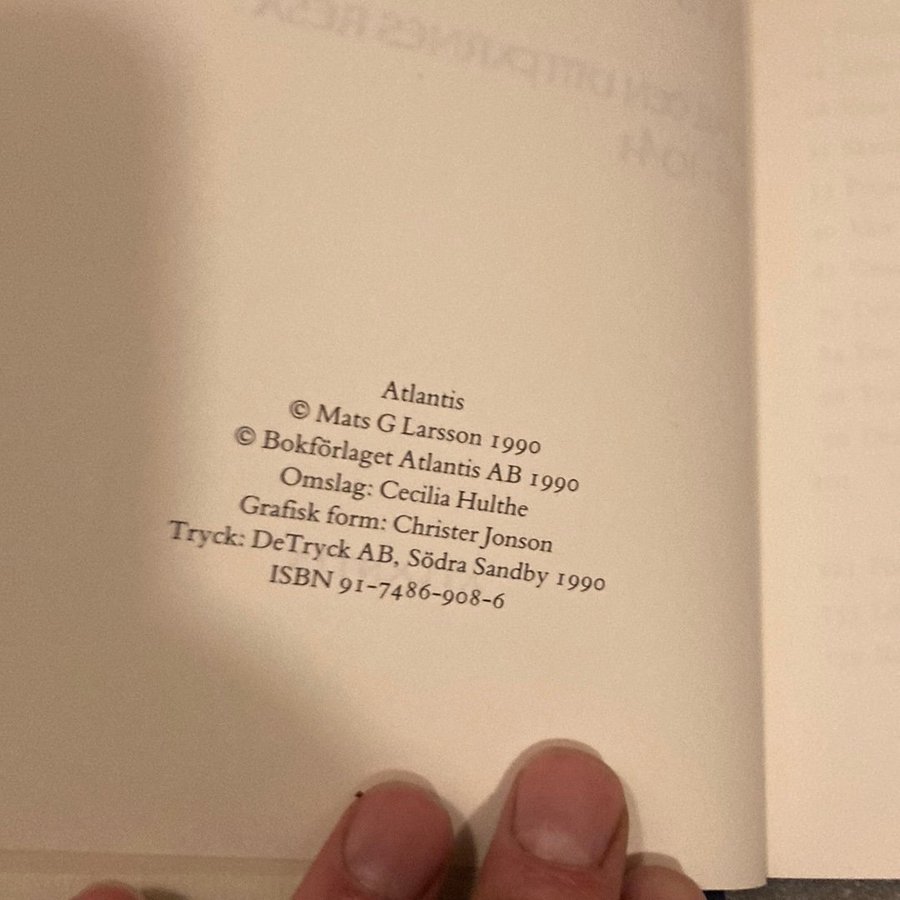 Atlantis
© Mats G Larsson 1990
© Bokförlaget Atlantis AB 1990
Omslag: Cecilia Hulthe
Grafisk form: Christer Jonson
Tryck: DeTryck AB, Södra Sandby 1990
ISBN 91-7486-908-6